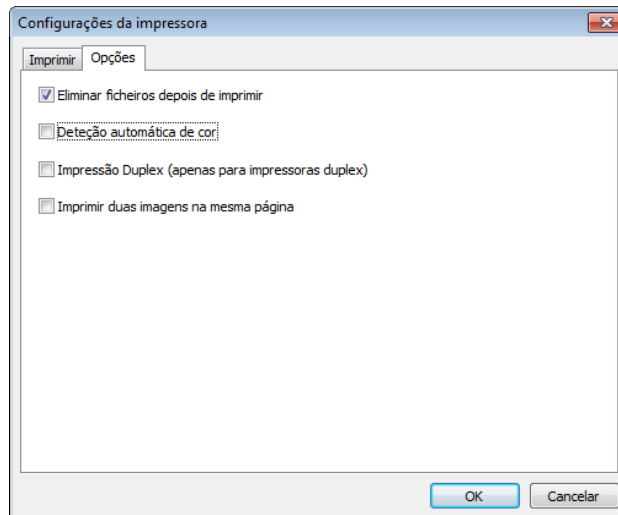 Configurações da impressora
Imprimir Opções
Eliminar ficheiros depois de imprimir
Deteção automática de cor
Impressão Duplex (apenas para impressoras duplex)
Imprimir duas imagens na mesma página
OK Cancelar